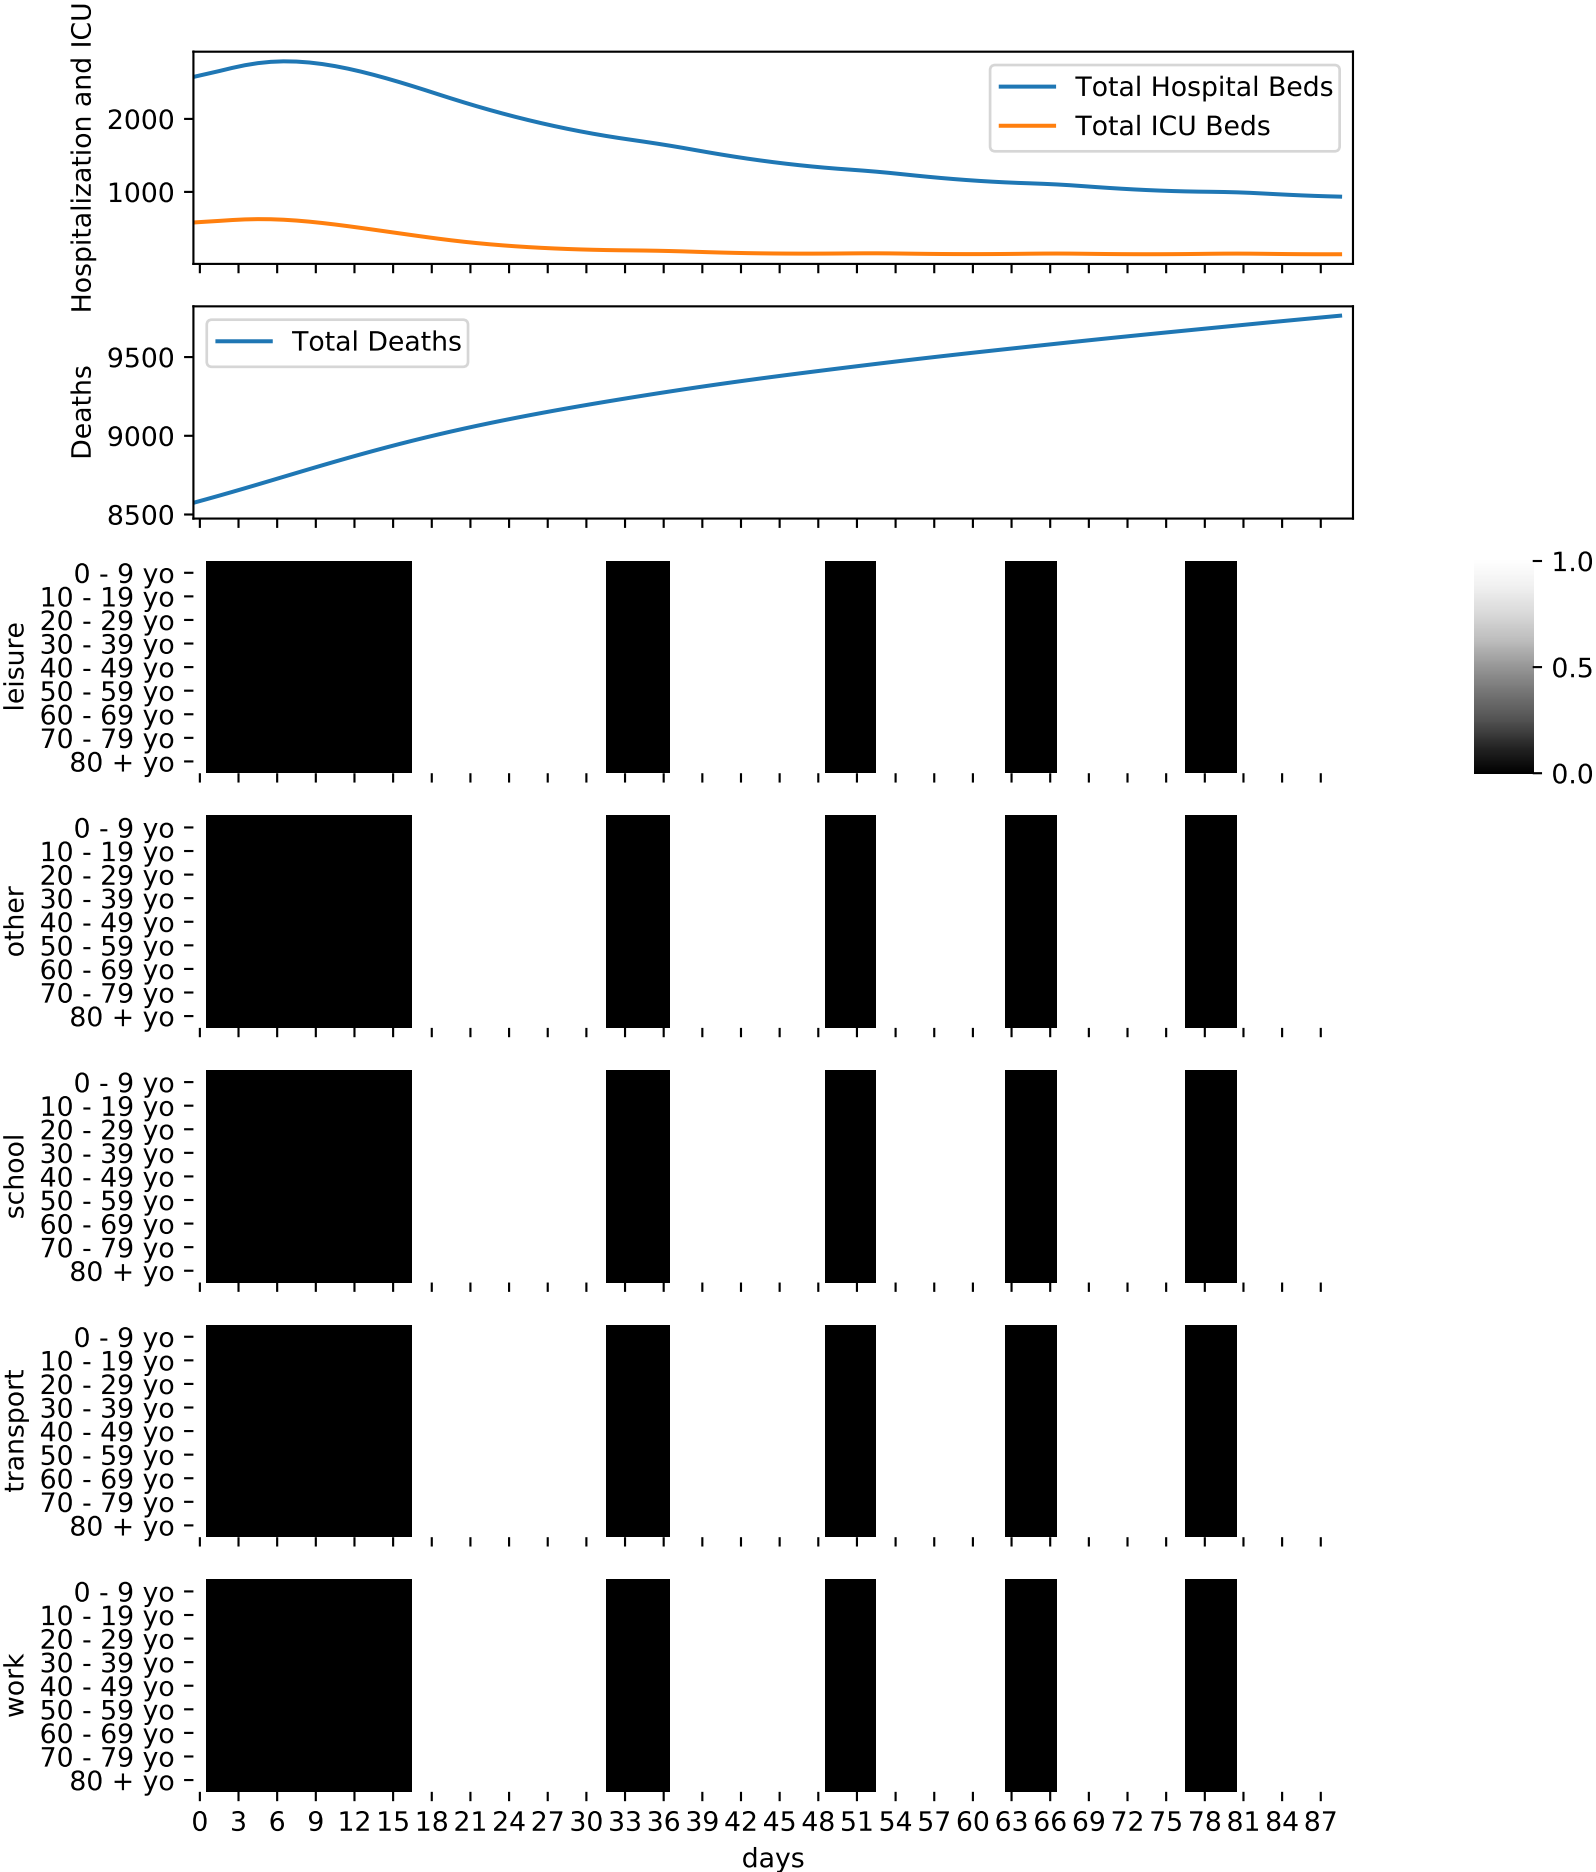 Hospitalization and ICU
2000
1000
Total Hospital Beds
Total ICU Beds
Deaths
9500
9000
8500
Total Deaths
leisure
0 - 9 yo
10 - 19 yo
20 - 29 yo
30 - 39 yo
40 - 49 yo
50 - 59 yo
60 - 69 yo
70 - 79 yo
80 + yo
1.0
0.5
0.0
other
0 - 9 yo
10 - 19 yo
20 - 29 yo
30 - 39 yo
40 - 49 yo
50 - 59 yo
60 - 69 yo
70 - 79 yo
80 + yo
school
0 - 9 yo
10 - 19 yo
20 - 29 yo
30 - 39 yo
40 - 49 yo
50 - 59 yo
60 - 69 yo
70 - 79 yo
80 + yo
transport
0 - 9 yo
10 - 19 yo
20 - 29 yo
30 - 39 yo
40 - 49 yo
50 - 59 yo
60 - 69 yo
70 - 79 yo
80 + yo
work
0 - 9 yo
10 - 19 yo
20 - 29 yo
30 - 39 yo
40 - 49 yo
50 - 59 yo
60 - 69 yo
70 - 79 yo
80 + yo
0 3 6 9 12 15 18 21 24 27 30 33 36 39 42 45 48 51 54 57 60 63 66 69 72 75 78 81 84 87
days